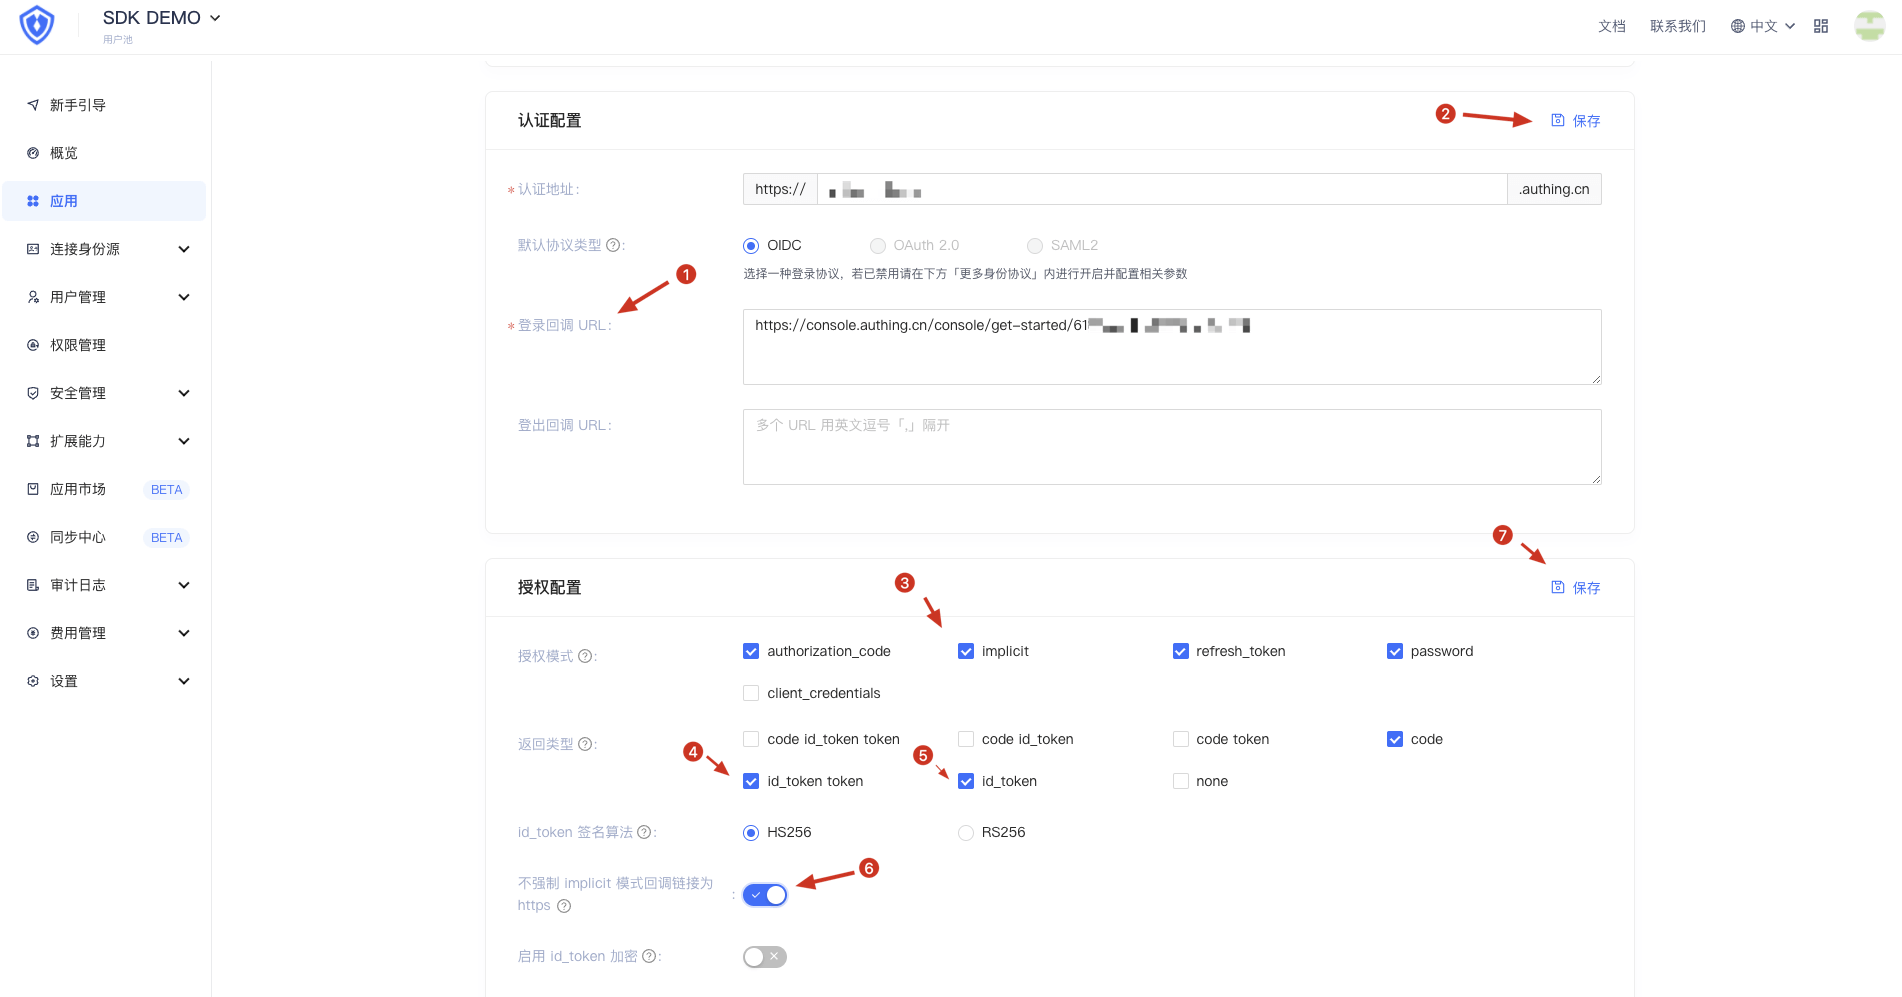 SDK DEMO
用户池
文档
联系我们
中文
新手引导
概览
应用
连接身份源
用户管理
权限管理
安全管理
扩展能力
应用市场 BETA
同步中心 BETA
审计日志
费用管理
设置
认证配置
2
保存
* 认证地址:
https://
.authing.cn
默认协议类型 ?:
OIDC
OAuth 2.0
SAML2
选择一种登录协议，若已禁用请在下方「更多身份协议」内进行开启并配置相关参数
1
* 登录回调 URL:
https://console.authing.cn/console/get-started/61
登出回调 URL:
多个 URL 用英文逗号「,」隔开
7
授权配置
保存
3
授权模式 ?:
authorization_code
implicit
refresh_token
password
client_credentials
返回类型 ?:
code id_token token
code id_token
code token
code
4
5
id_token token
id_token
none
id_token 签名算法 ?:
HS256
RS256
6
不强制 implicit 模式回调链接为
https ? :
启用 id_token 加密 ?: